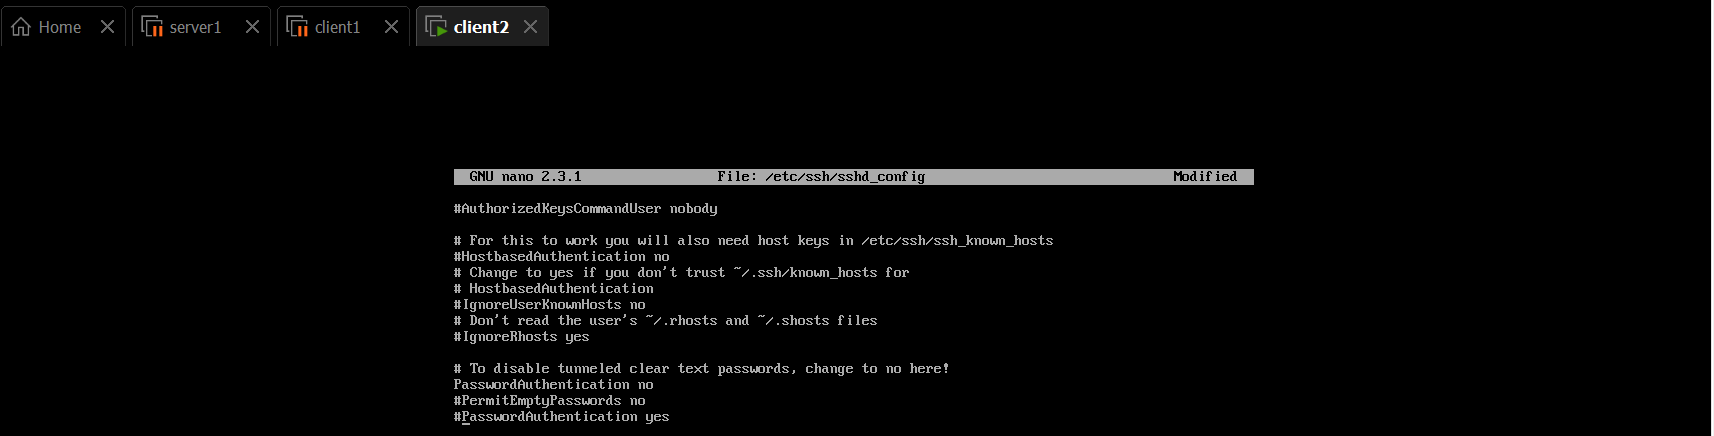 Home server1 client1 client2
GNU nano 2.3.1 File: /etc/ssh/sshd_config Modified
#AuthorizedKeysCommandUser nobody
# For this to work you will also need host keys in /etc/ssh/ssh_known_hosts
#HostbasedAuthentication no
# Change to yes if you don't trust ~/.ssh/known_hosts for
# HostbasedAuthentication
#IgnoreUserKnownHosts no
# Don't read the user's ~/.rhosts and ~/.shosts files
#IgnoreRhosts yes
# To disable tunneled clear text passwords, change to no here!
PasswordAuthentication no
#PermitEmptyPasswords no
#PasswordAuthentication yes